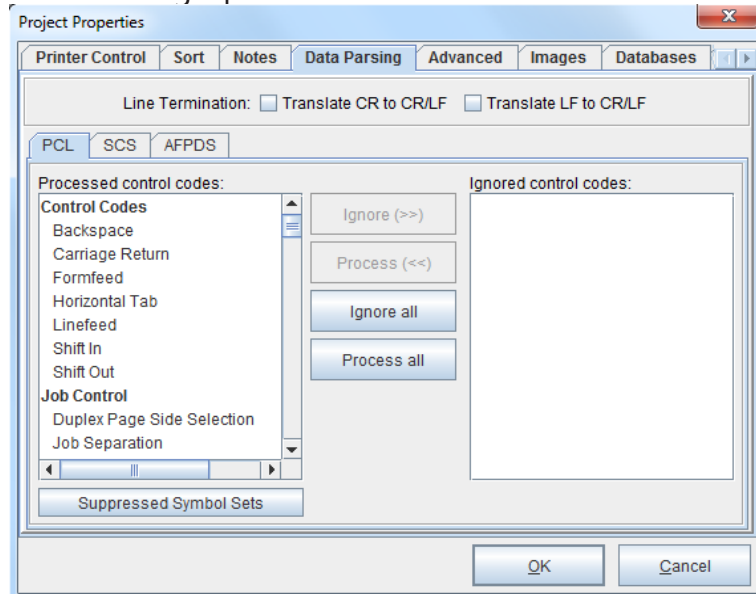 Project Properties
Printer Control Sort Notes Data Parsing Advanced Images Databases
Line Termination: Translate CR to CR/LF Translate LF to CR/LF
PCL SCS AFPDS
Processed control codes:
Ignored control codes:
Control Codes
Backspace
Carriage Return
Formfeed
Horizontal Tab
Linefeed
Shift In
Shift Out
Job Control
Duplex Page Side Selection
Job Separation
Ignore (>>)
Process (<<)
Ignore all
Process all
Suppressed Symbol Sets
OK Cancel